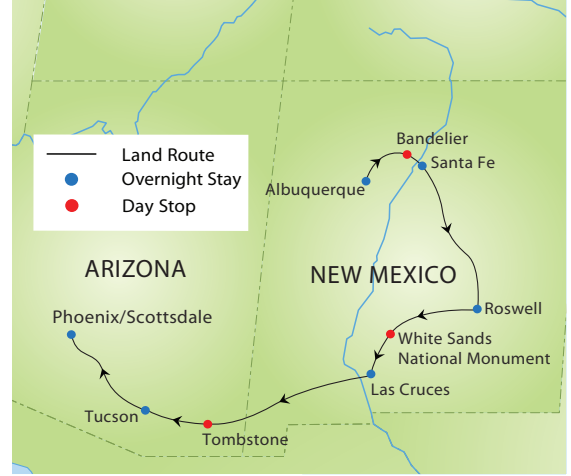 Bandelier
Land Route
Overnight Stay
Santa Fe
Albuquerque
Day Stop
ARIZONA
NEW MEXICO
Roswell
Phoenix/Scottsdale
White Sands
National Monument
Las Cruces
Tucson
Tombstone